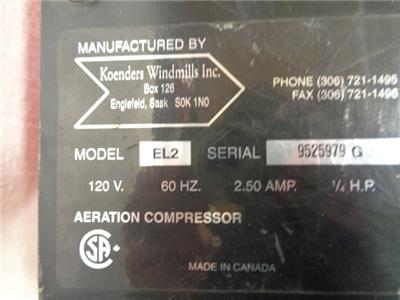 MANUFACTURED BY
Koenders Windmills Inc.
Box 126
Englefeld, Sask S0K 1N0
PHONE (306) 721-1495
FAX (306) 721-1496
MODEL EL2 SERIAL 9525979 G
120 V. 60 HZ. 2.50 AMP. ¼ H.P.
AERATION COMPRESSOR
SA
MADE IN CANADA